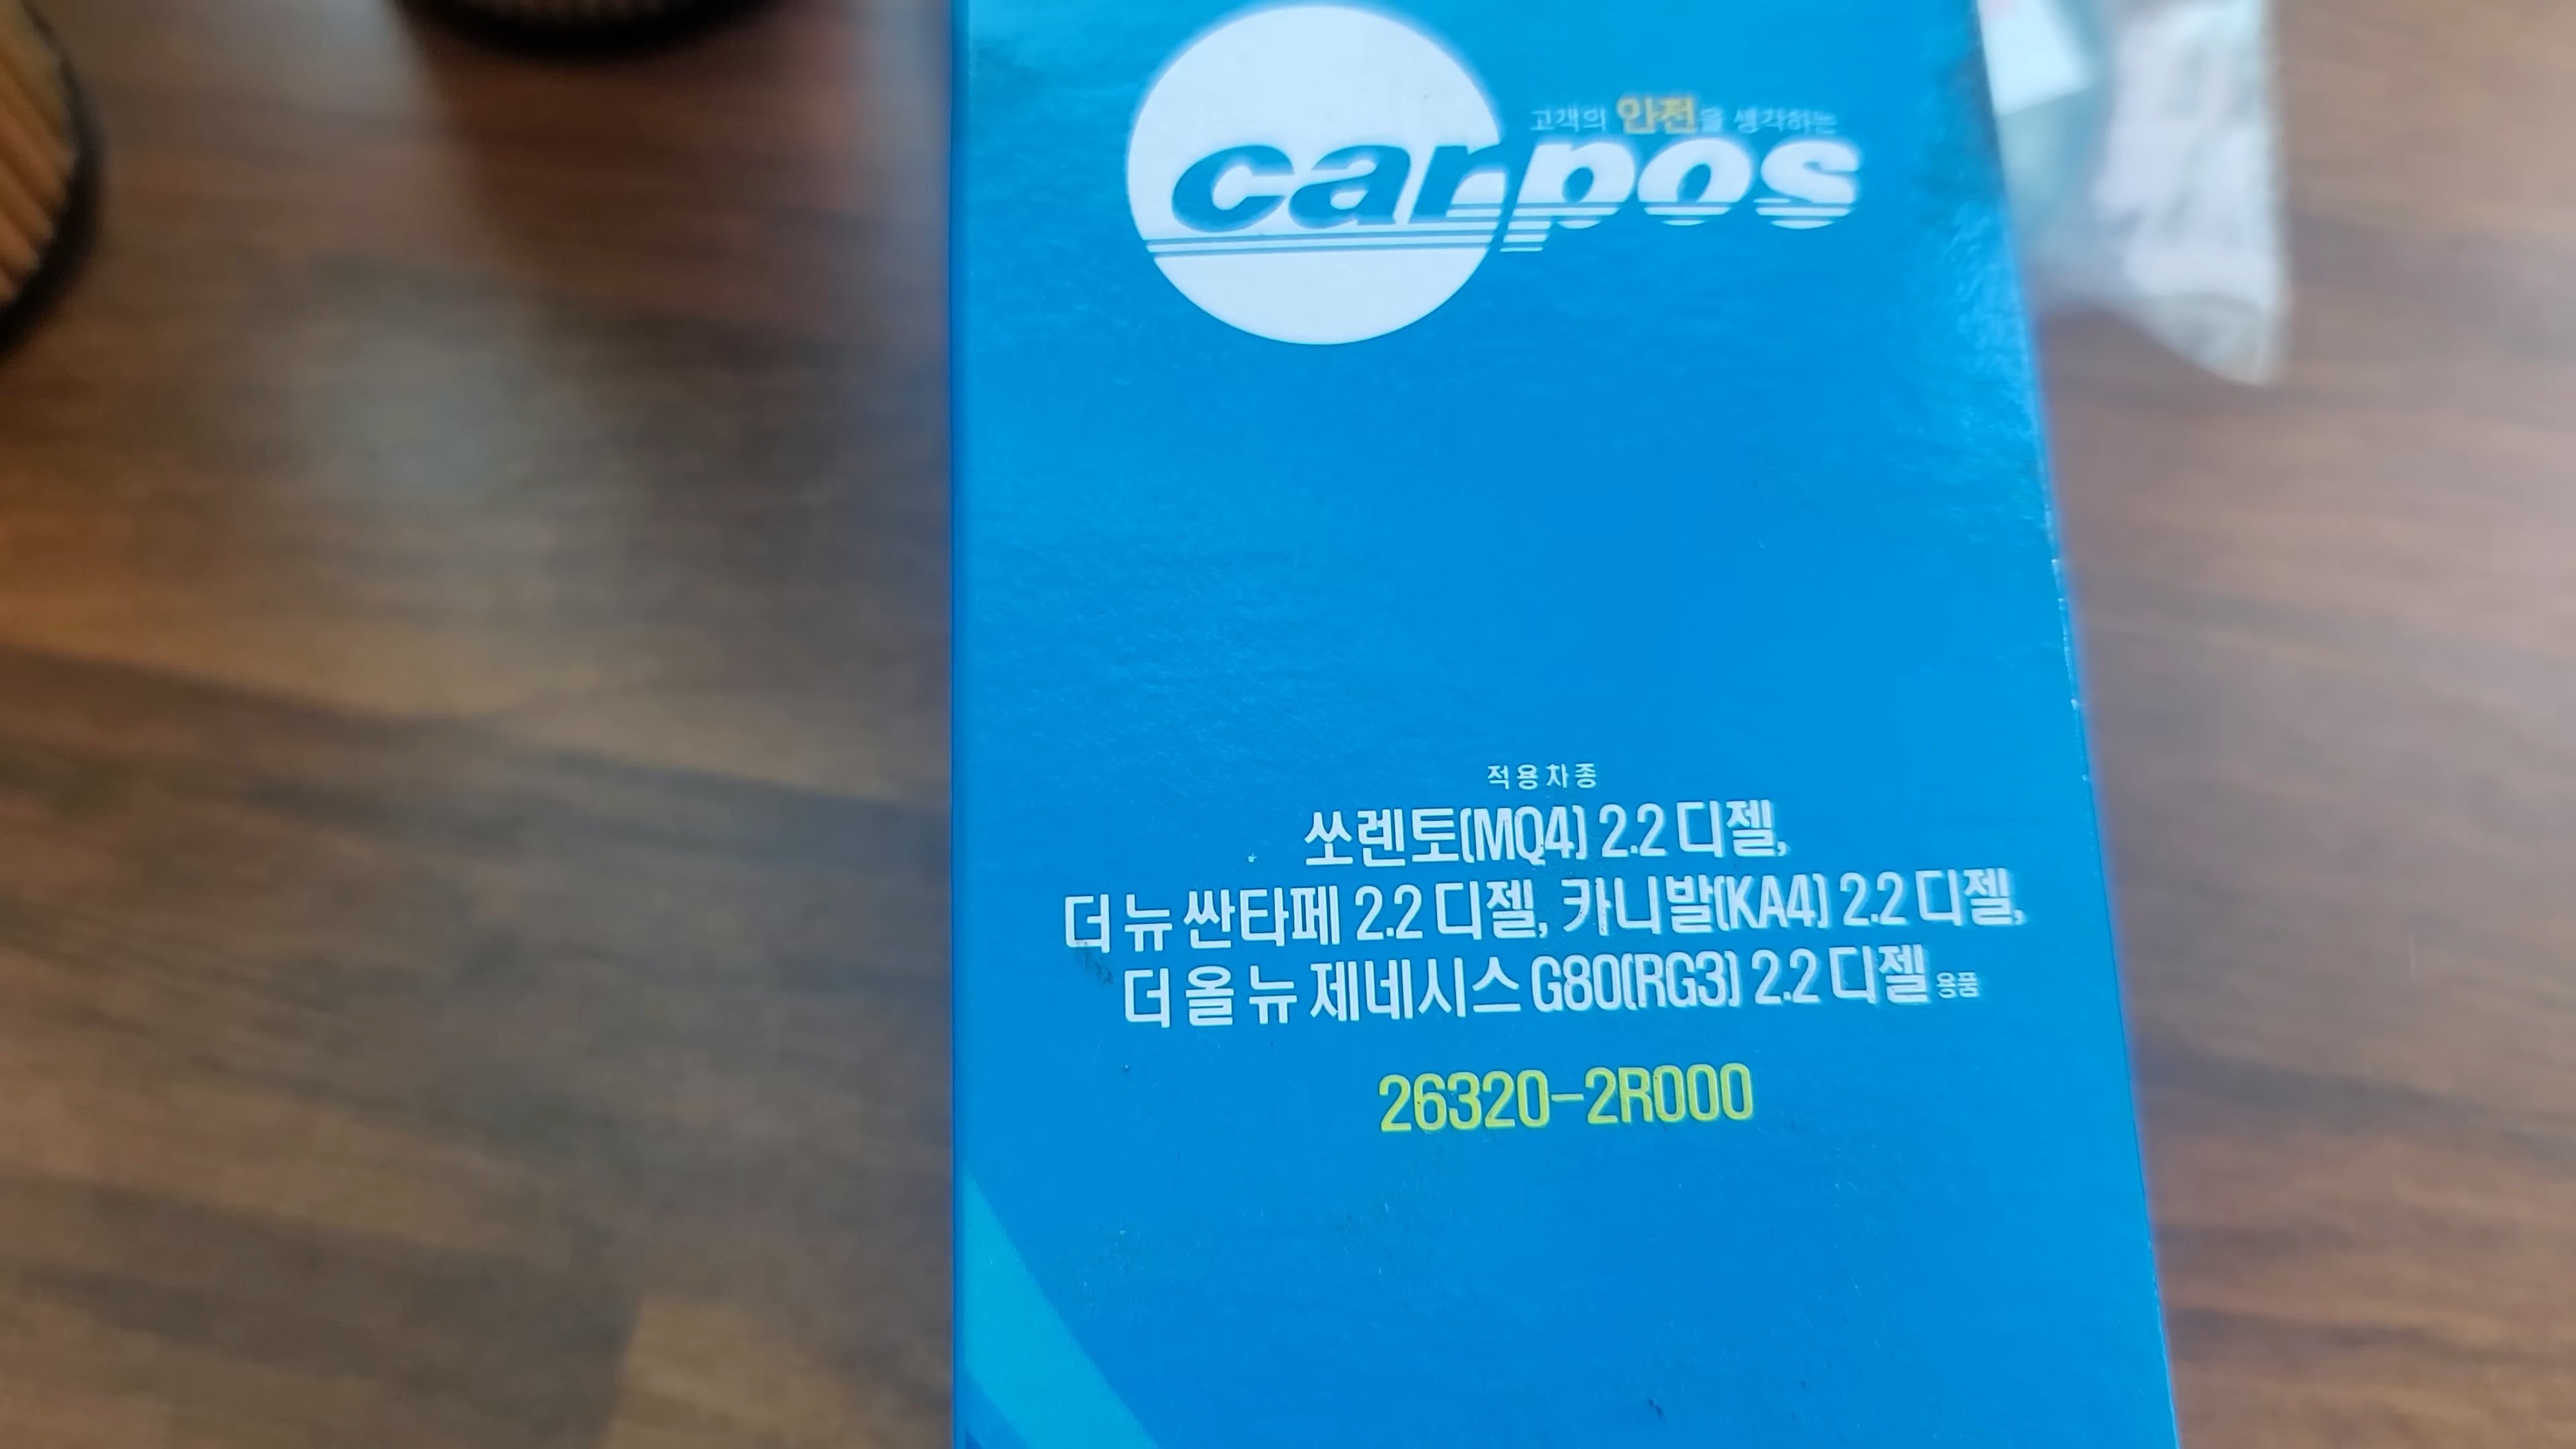 고객의 안전을 생각하는
carpos
적용차종
쏘렌토(MQ4) 2.2 디젤,
더 뉴 싼타페 2.2 디젤, 카니발(KA4) 2.2 디젤,
더 올 뉴 제네시스 G80(RG3) 2.2 디젤 용품
26320-2R000